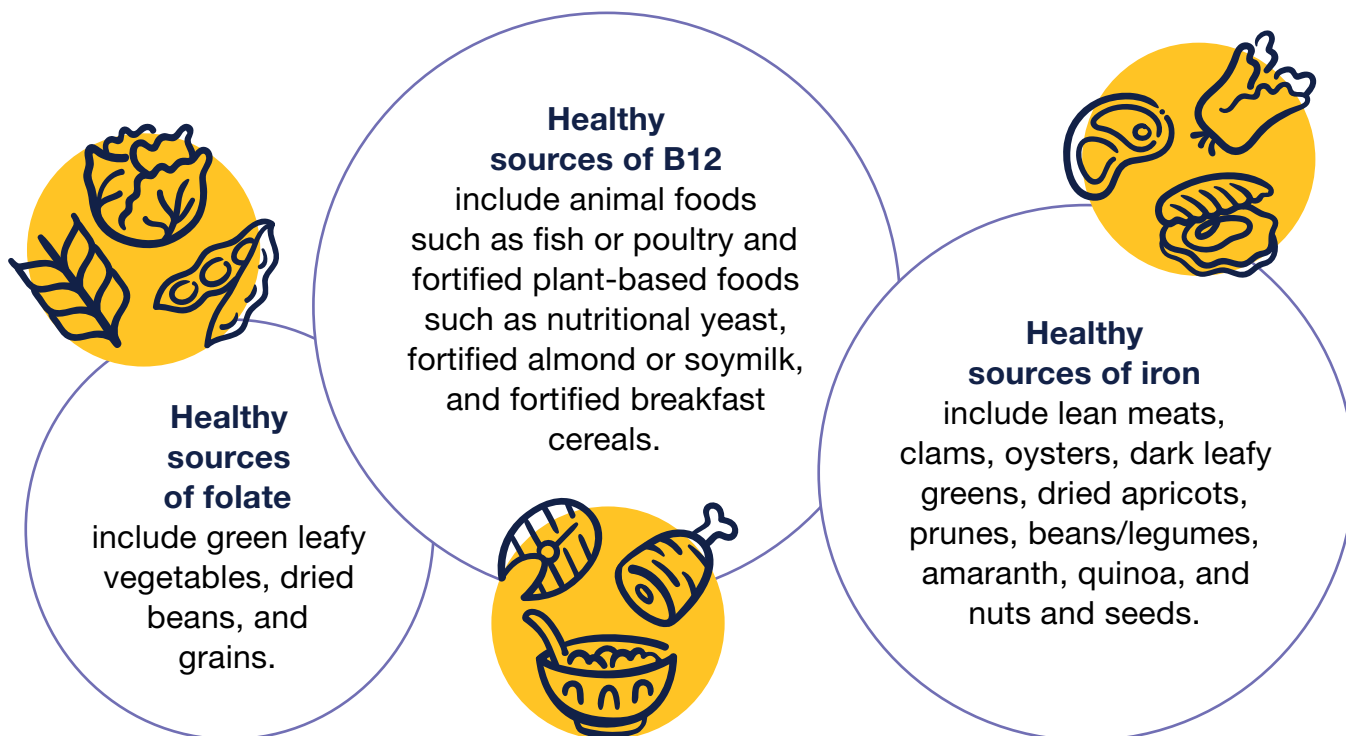 Healthy
sources
of folate
include green leafy
vegetables, dried
beans, and
grains.
Healthy
sources of B12
include animal foods
such as fish or poultry and
fortified plant-based foods
such as nutritional yeast,
fortified almond or soymilk,
and fortified breakfast
cereals.
Healthy
sources of iron
include lean meats,
clams, oysters, dark leafy
greens, dried apricots,
prunes, beans/legumes,
amaranth, quinoa, and
nuts and seeds.